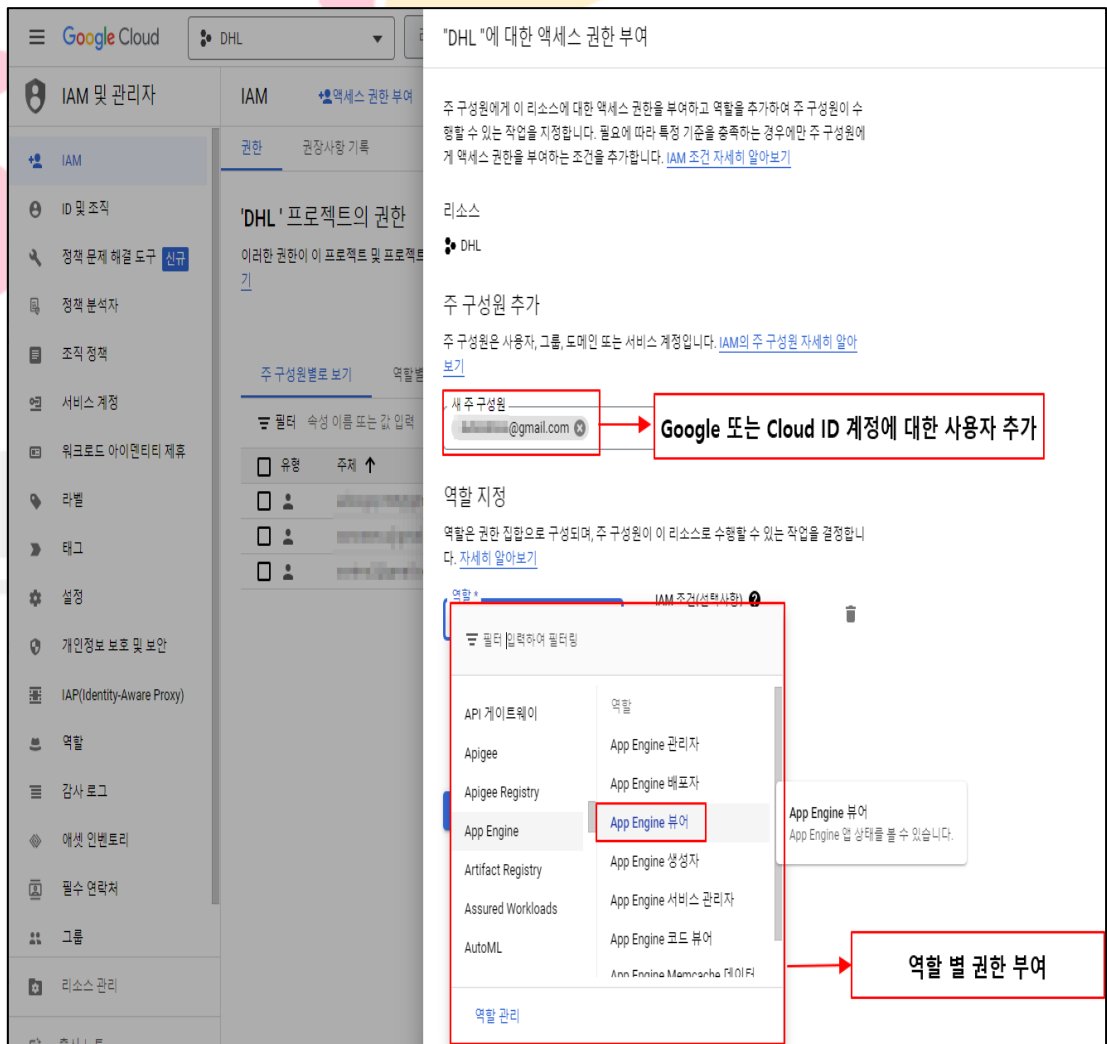 Google Cloud
DHL
"DHL "에 대한 액세스 권한 부여
IAM 및 관리자
IAM
액세스 권한 부여
주 구성원에게 이 리소스에 대한 액세스 권한을 부여하고 역할을 추가하여 주 구성원이 수
행할 수 있는 작업을 지정합니다. 필요에 따라 특정 기준을 충족하는 경우에만 주 구성원에
게 액세스 권한을 부여하는 조건을 추가합니다. IAM 조건 자세히 알아보기
권한
권장사항 기록
IAM
ID 및 조직
정책 문제 해결 도구 신규
정책 분석자
조직 정책
서비스 계정
워크로드 아이덴티티 제휴
라벨
태그
설정
개인정보 보호 및 보안
IAP(Identity-Aware Proxy)
역할
감사 로그
애셋 인벤토리
필수 연락처
그룹
리소스 관리
'DHL ' 프로젝트의 권한
이러한 권한이 이 프로젝트 및 프로젝트
기
주 구성원별로 보기
역할별
필터 속성 이름 또는 값 입력
유형
주체
리소스
DHL
주 구성원 추가
주 구성원은 사용자, 그룹, 도메인 또는 서비스 계정입니다. IAM의 주 구성원 자세히 알아
보기
새 주 구성원
@gmail.com
Google 또는 Cloud ID 계정에 대한 사용자 추가
역할 지정
역할은 권한 집합으로 구성되며, 주 구성원이 이 리소스로 수행할 수 있는 작업을 결정합니
다. 자세히 알아보기
역할 *
IAM 조건(선택사항)
필터 입력하여 필터링
API 게이트웨이
Apigee
Apigee Registry
App Engine
Artifact Registry
Assured Workloads
AutoML
역할
App Engine 관리자
App Engine 배포자
App Engine 뷰어
App Engine 생성자
App Engine 서비스 관리자
App Engine 코드 뷰어
App Engine Memcache 데이터
App Engine 뷰어
App Engine 앱 상태를 볼 수 있습니다.
역할 별 권한 부여
역할 관리